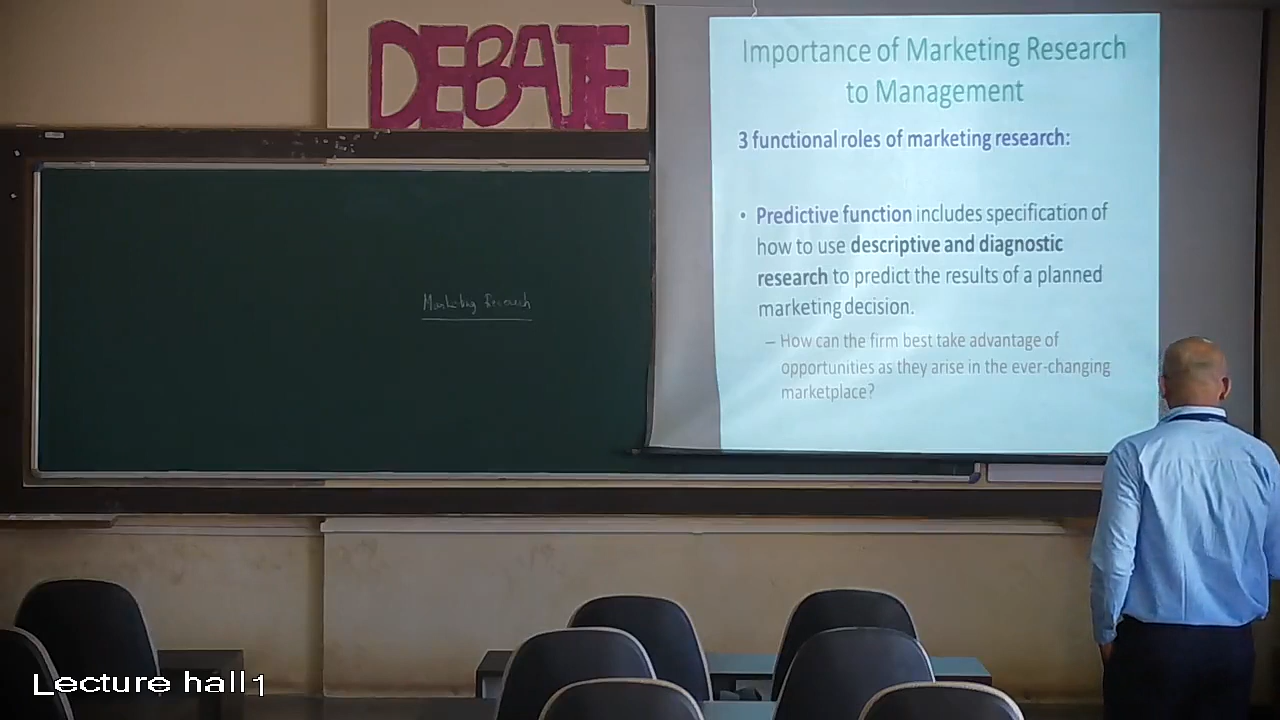 DEBATE
Importance of Marketing Research
to Management
3 functional roles of marketing research:
• Predictive function includes specification of
how to use descriptive and diagnostic
research to predict the results of a planned
marketing decision.
– How can the firm best take advantage of
opportunities as they arise in the ever-changing
marketplace?
Marketing Research
Lecture hall 1